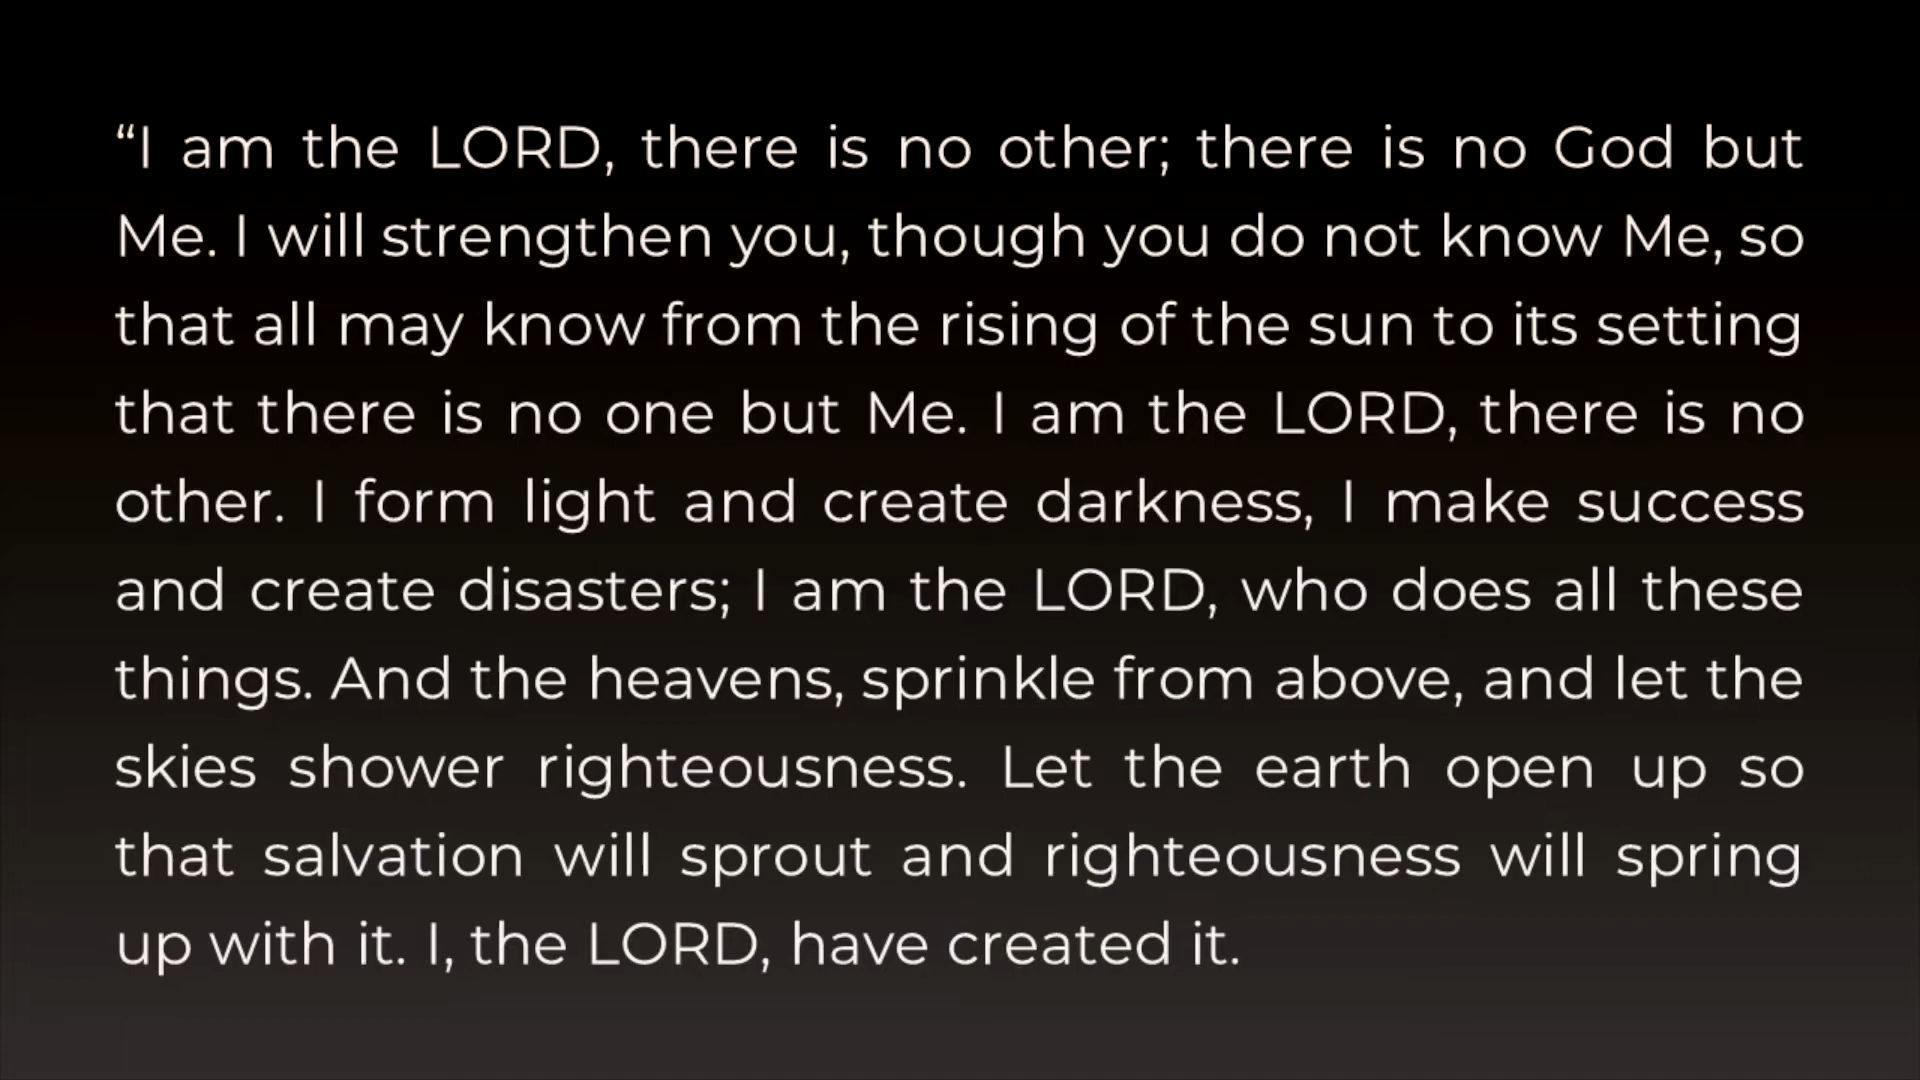 “I am the LORD, there is no other; there is no God but
Me. I will strengthen you, though you do not know Me, so
that all may know from the rising of the sun to its setting
that there is no one but Me. I am the LORD, there is no
other. I form light and create darkness, I make success
and create disasters; I am the LORD, who does all these
things. And the heavens, sprinkle from above, and let the
skies shower righteousness. Let the earth open up so
that salvation will sprout and righteousness will spring
up with it. I, the LORD, have created it.